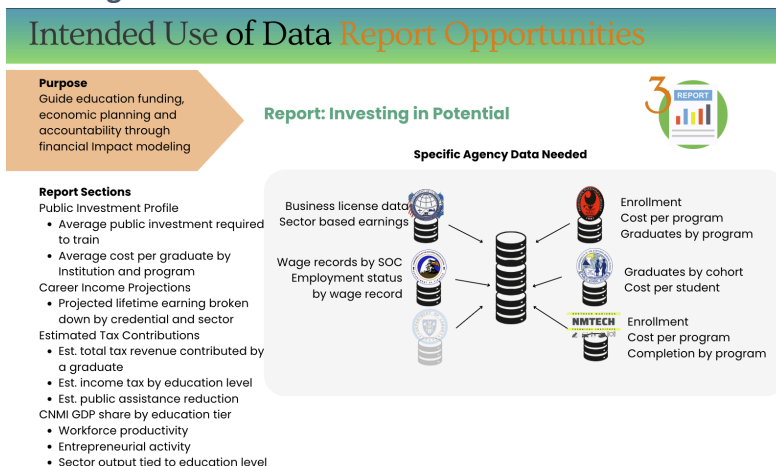 Intended Use of Data Report Opportunities
Purpose
Guide education funding,
economic planning and
accountability through
financial Impact modeling
Report: Investing in Potential
3
REPORT
Specific Agency Data Needed
Report Sections
Public Investment Profile
• Average public investment required
to train
• Average cost per graduate by
Institution and program
Career Income Projections
• Projected lifetime earning broken
down by credential and sector
Estimated Tax Contributions
• Est. total tax revenue contributed by
a graduate
• Est. income tax by education level
• Est. public assistance reduction
CNMI GDP share by education tier
• Workforce productivity
• Entrepreneurial activity
• Sector output tied to education level
Business license data
Sector based earnings
Wage records by SOC
Employment status
by wage record
Enrollment
Cost per program
Graduates by program
Graduates by cohort
Cost per student
NMTECH
Enrollment
Cost per program
Completion by program